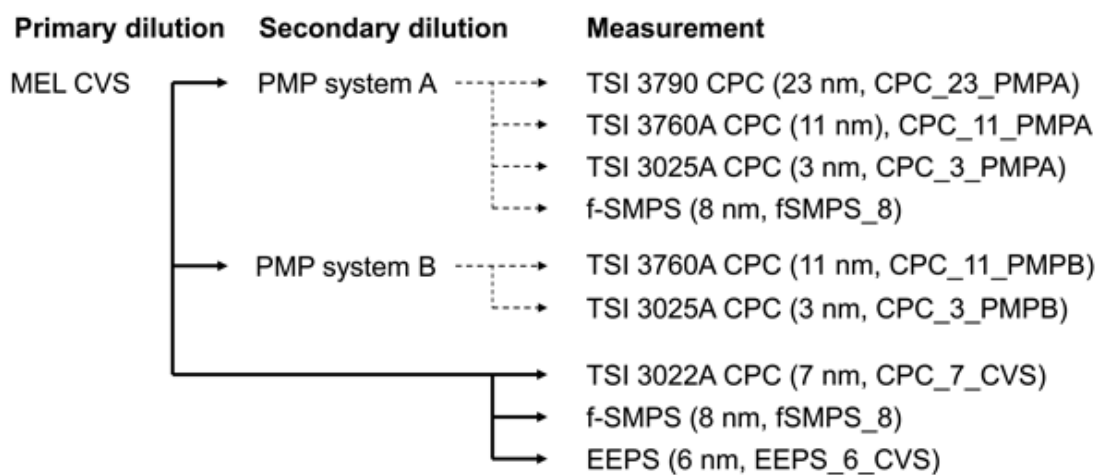 Primary dilution Secondary dilution Measurement
MEL CVS PMP system A TSI 3790 CPC (23 nm, CPC_23_PMPA)
TSI 3760A CPC (11 nm), CPC_11_PMPA
TSI 3025A CPC (3 nm, CPC_3_PMPA)
f-SMPS (8 nm, fSMPS_8)
PMP system B TSI 3760A CPC (11 nm, CPC_11_PMPB)
TSI 3025A CPC (3 nm, CPC_3_PMPB)
TSI 3022A CPC (7 nm, CPC_7_CVS)
f-SMPS (8 nm, fSMPS_8)
EEPS (6 nm, EEPS_6_CVS)